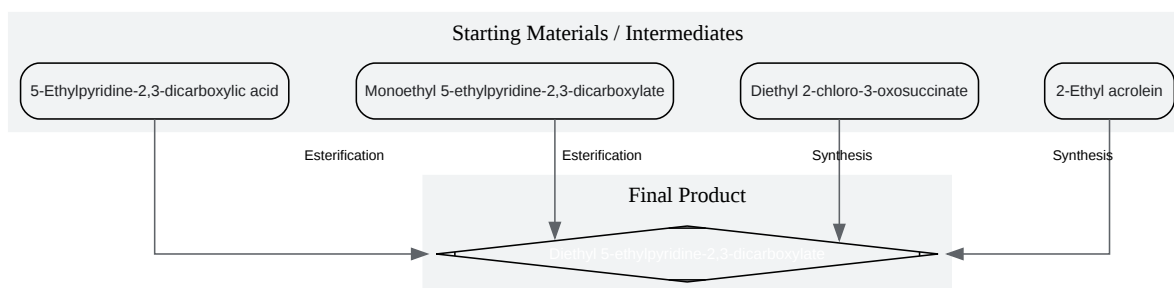 Starting Materials / Intermediates
5-Ethylpyridine-2,3-dicarboxylic acid
Monoethyl 5-ethylpyridine-2,3-dicarboxylate
Diethyl 2-chloro-3-oxosuccinate
2-Ethyl acrolein
Esterification
Esterification
Synthesis
Synthesis
Final Product
Diethyl 5-ethylpyridine-2,3-dicarboxylate